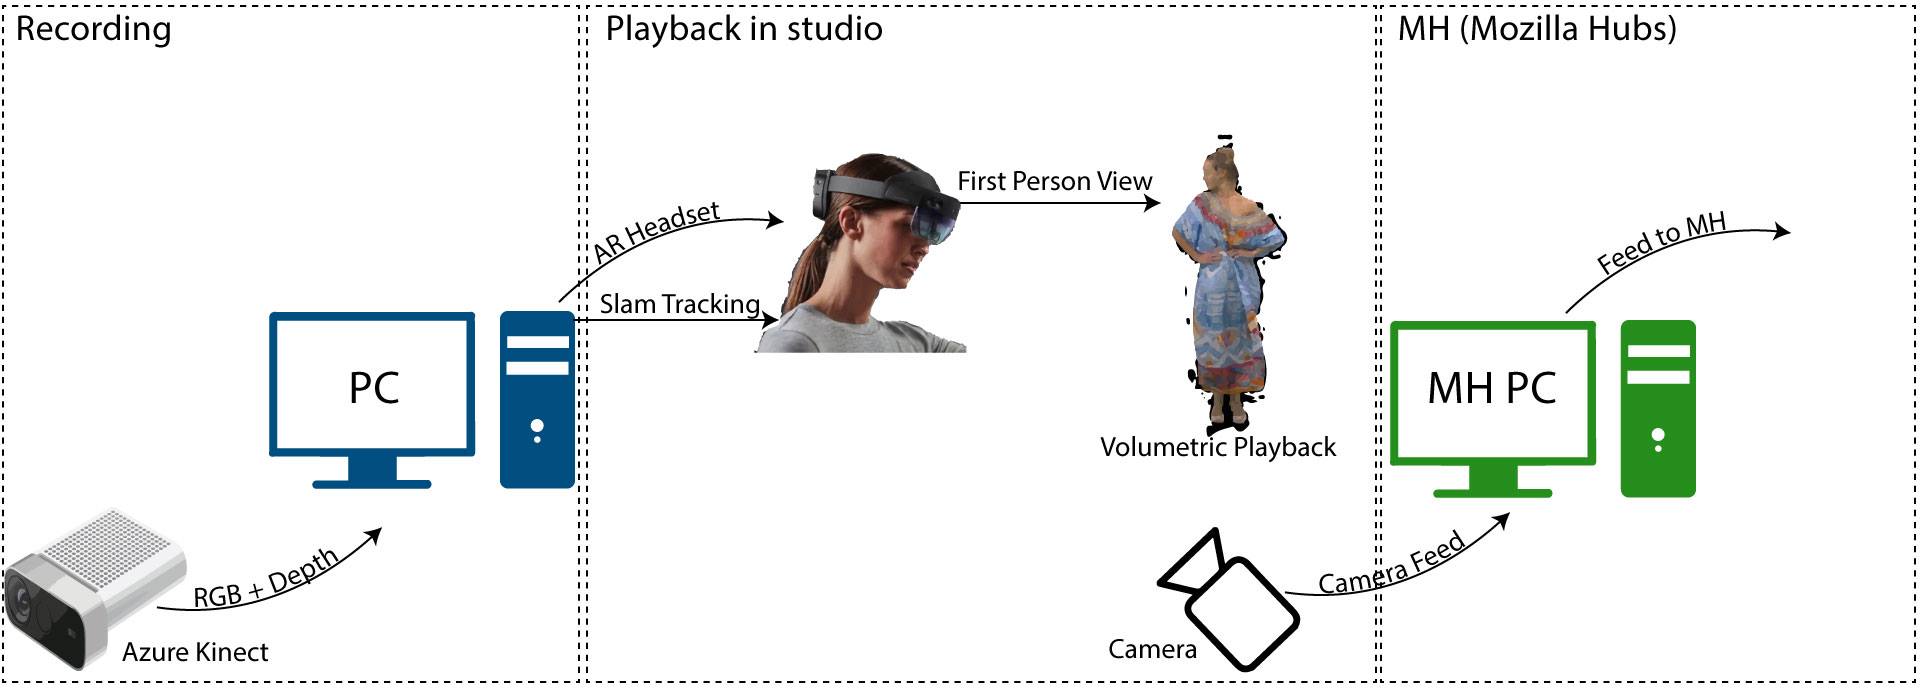 Recording
Playback in studio
MH (Mozilla Hubs)
First Person View
AR Headset
Feed to MH
Slam Tracking
PC
MH PC
Volumetric Playback
RGB + Depth
Camera Feed
Azure Kinect
Camera